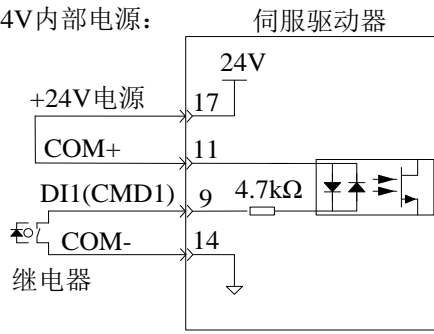 4V内部电源:
伺服驱动器
24V
+24V电源
17
COM+
11
DI1(CMD1)
9
4.7kΩ
COM-
14
继电器